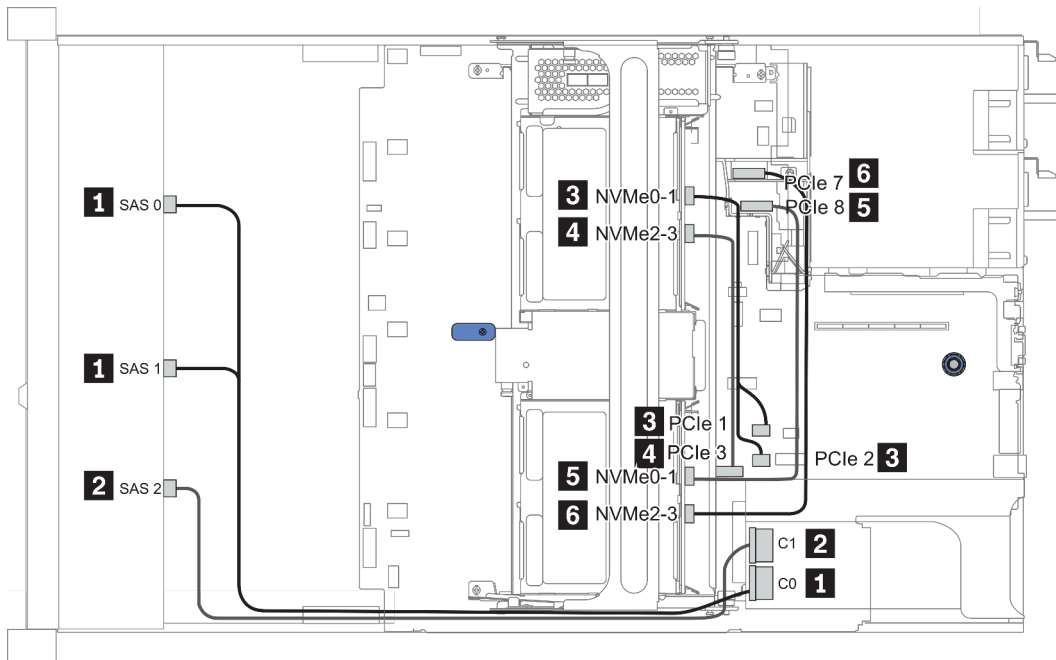 1 SAS 0
3 NVMe0-1
4 NVMe2-3
PCIe 7 6
PCIe 8 5
1 SAS 1
3 PCIe 1
4 PCIe 3
PCIe 2 3
5 NVMe0-1
6 NVMe2-3
2 SAS 2
C1 2
C0 1